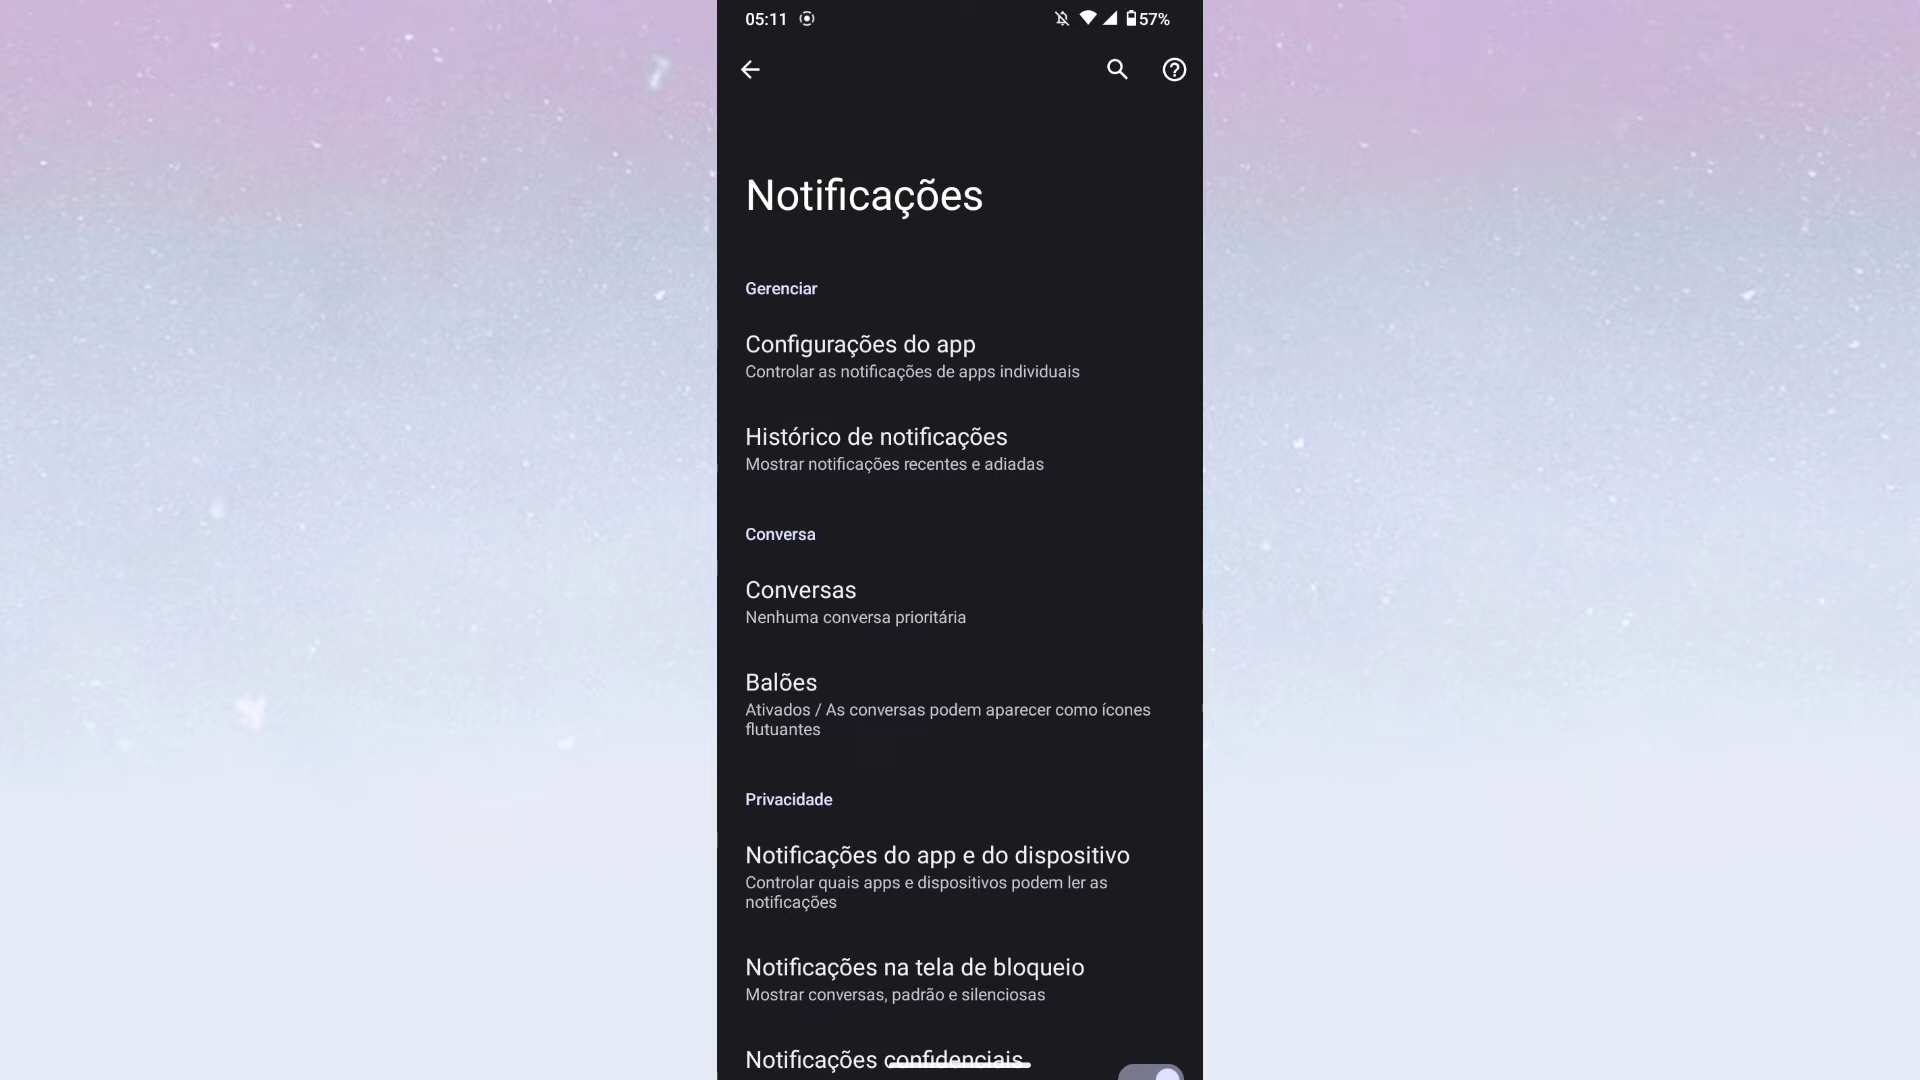 05:11
57%
Notificações
Gerenciar
Configurações do app
Controlar as notificações de apps individuais
Histórico de notificações
Mostrar notificações recentes e adiadas
Conversa
Conversas
Nenhuma conversa prioritária
Balões
Ativados / As conversas podem aparecer como ícones
flutuantes
Privacidade
Notificações do app e do dispositivo
Controlar quais apps e dispositivos podem ler as
notificações
Notificações na tela de bloqueio
Mostrar conversas, padrão e silenciosas
Notificações confidenciais